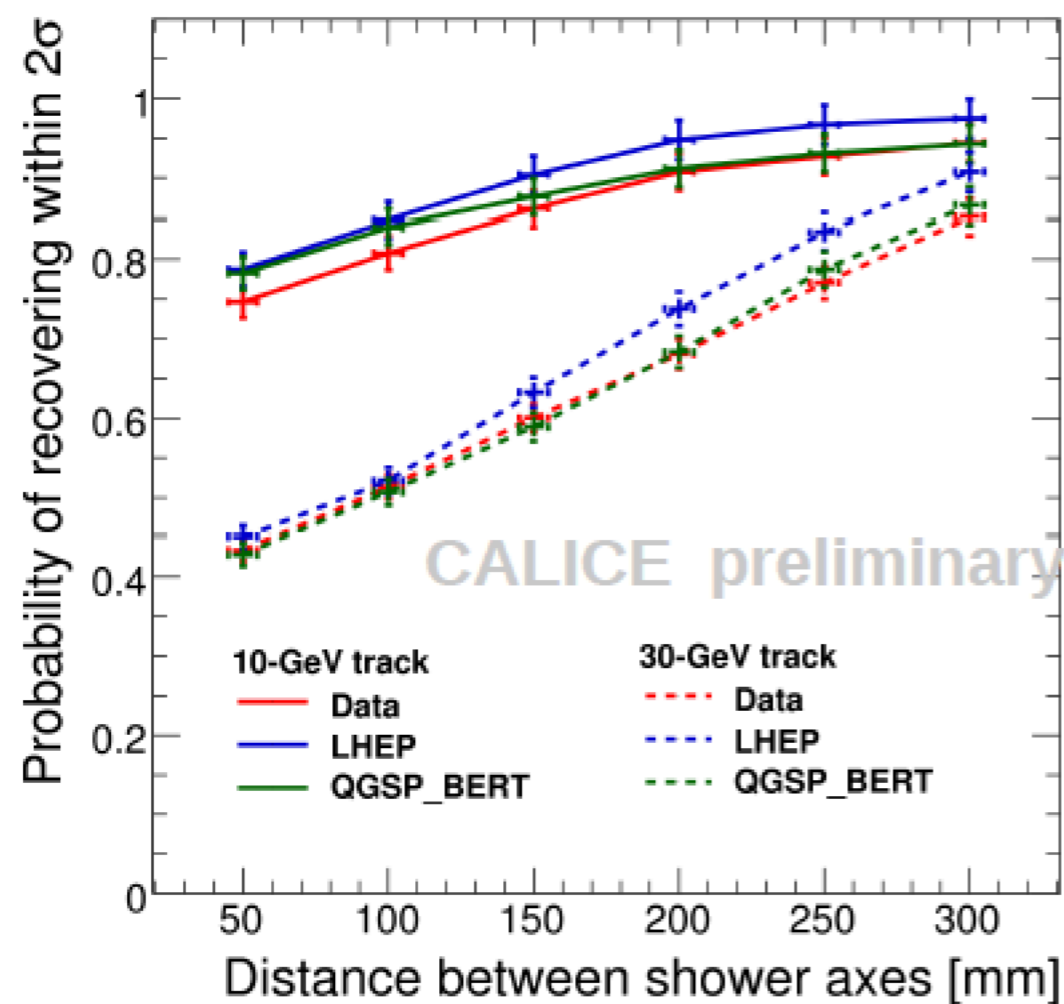 Probability of recovering within 2σ
1
0.8
0.6
0.4
0.2
0
CALICE preliminary
10-GeV track
Data
LHEP
QGSP_BERT
30-GeV track
Data
LHEP
QGSP_BERT
50 100 150 200 250 300
Distance between shower axes [mm]